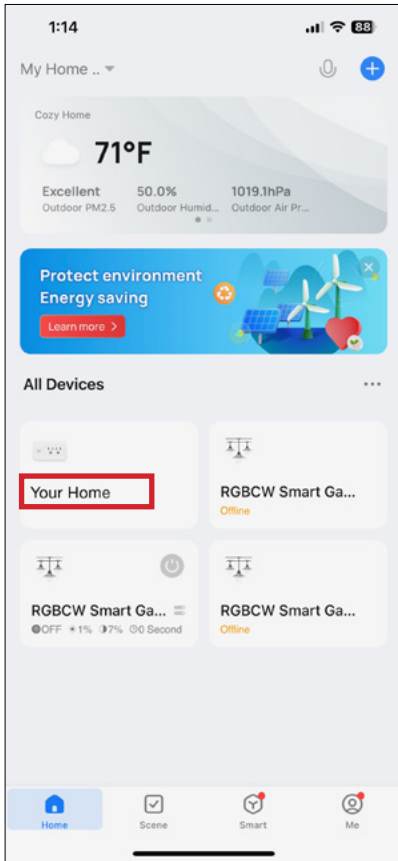 1:14
88
My Home ..
Cozy Home
71°F
Excellent 50.0% 1019.1hPa
Outdoor PM2.5 Outdoor Humid... Outdoor Air Pr...
Protect environment
Energy saving
Learn more >
All Devices
...
Your Home
RGBCW Smart Ga...
Offline
RGBCW Smart Ga...
OFF 1% 7% 0 Second
RGBCW Smart Ga...
Offline
Home Scene Smart Me